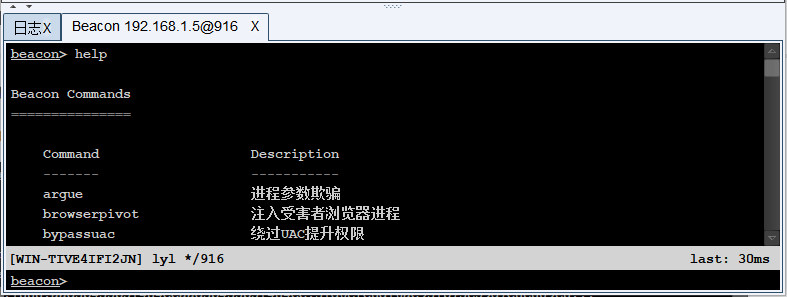 日志X
Beacon 192.168.1.5@916 X
beacon> help
Beacon Commands
===============
Command Description
------- -----------
argue 进程参数欺骗
browserpivot 注入受害者浏览器进程
bypassuac 绕过UAC提升权限
[WIN-TIVE4IFI2JN] lyl */916 last: 30ms
beacon>